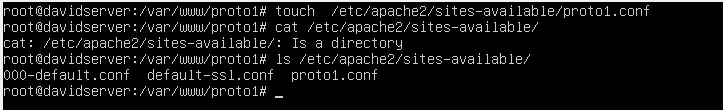 root@davidserver:/var/www/proto1# touch  /etc/apache2/sites-available/proto1.conf
root@davidserver:/var/www/proto1# cat /etc/apache2/sites-available/
cat: /etc/apache2/sites-available/: Is a directory
root@davidserver:/var/www/proto1# ls /etc/apache2/sites-available/
000-default.conf  default-ssl.conf  proto1.conf
root@davidserver:/var/www/proto1# _